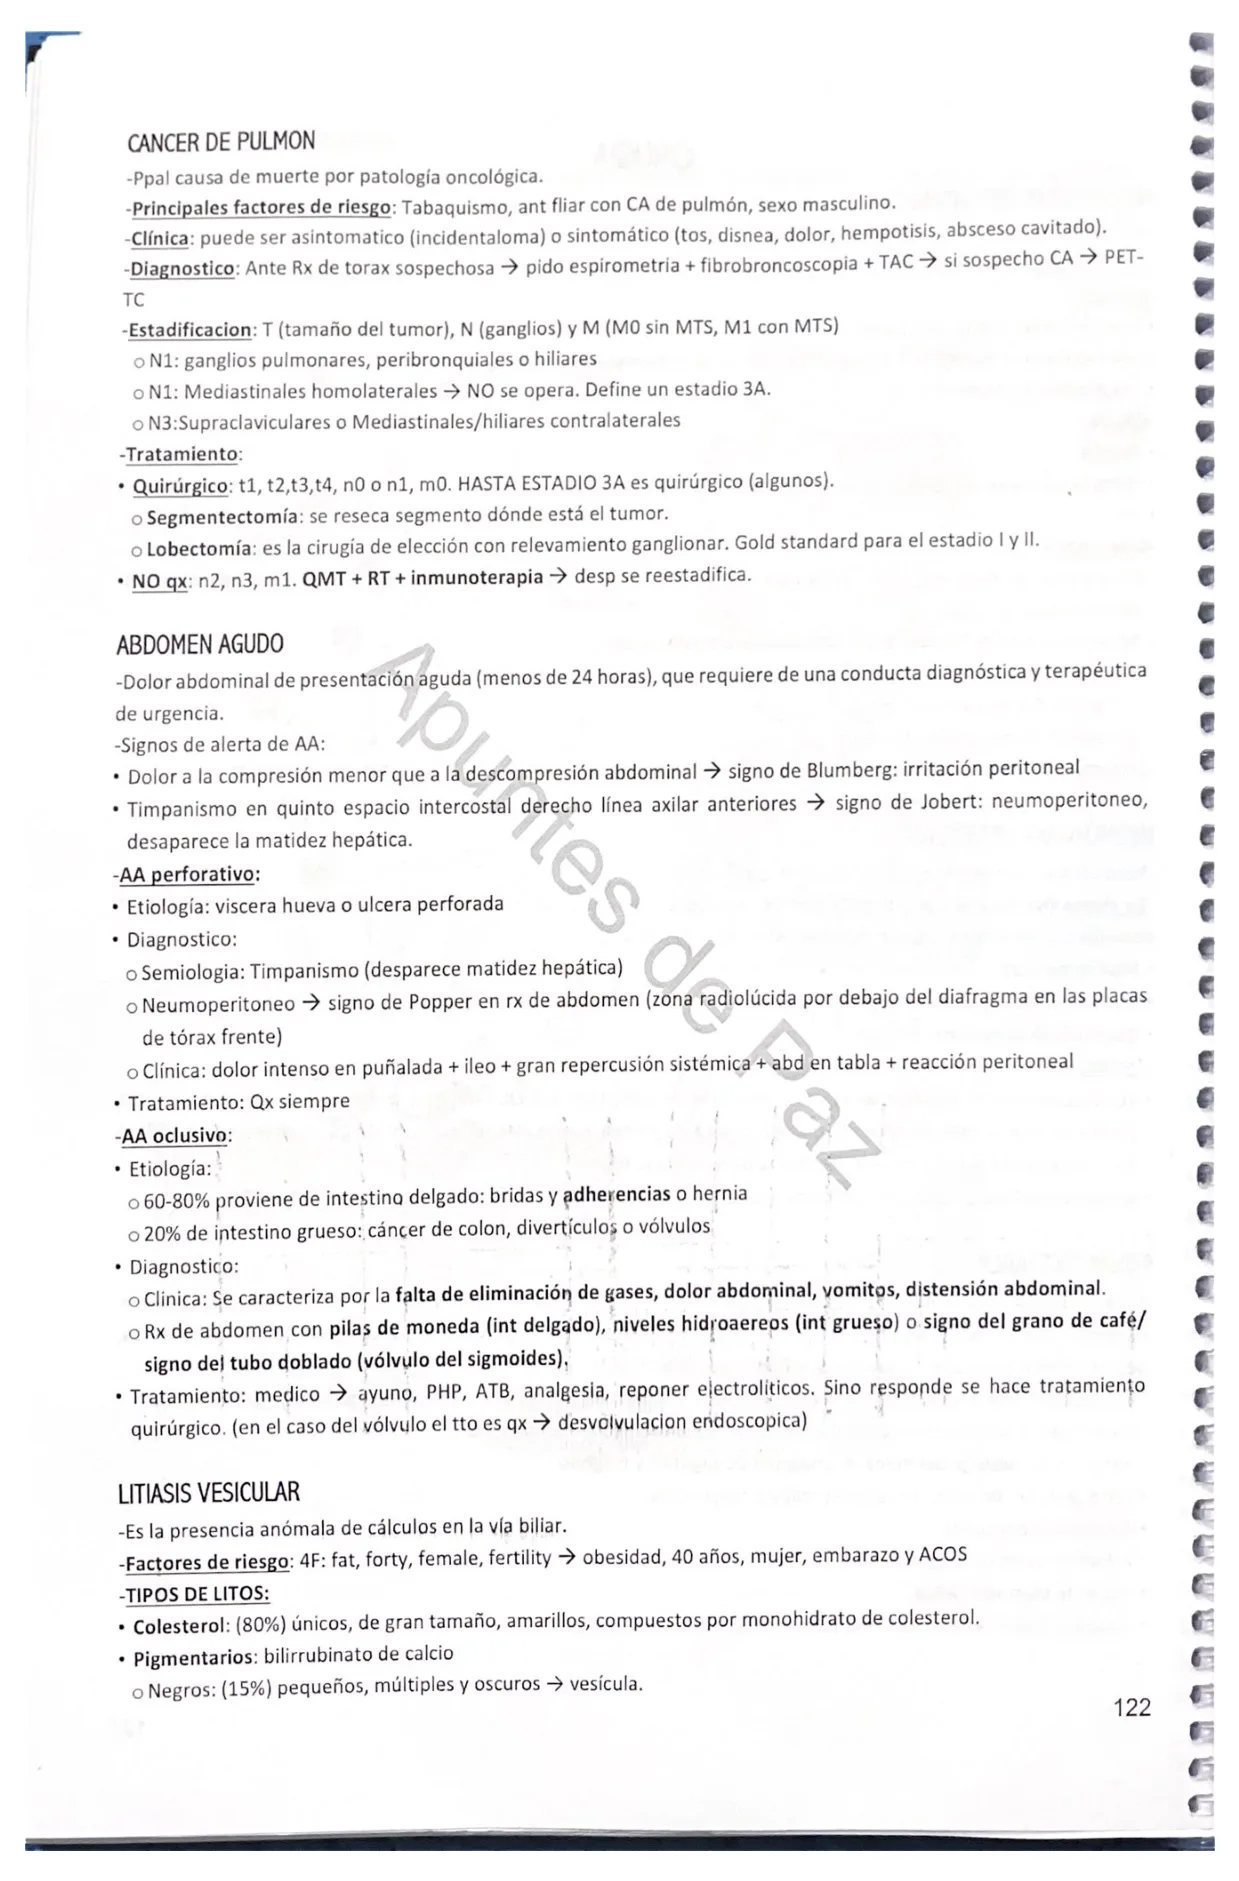 CANCER DE PULMON
-Ppal causa de muerte por patología oncológica.
-Principales factores de riesgo: Tabaquismo, ant fliar con CA de pulmón, sexo masculino.
-Clínica: puede ser asintomatico (incidentaloma) o sintomático (tos, disnea, dolor, hempotisis, absceso cavitado).
-Diagnostico: Ante Rx de torax sospechosa → pido espirometria + fibrobroncoscopia + TAC → si sospecho CA → PET-
TC
-Estadificacion: T (tamaño del tumor), N (ganglios) y M (M0 sin MTS, M1 con MTS)
o N1: ganglios pulmonares, peribronquiales o hiliares
o N1: Mediastinales homolaterales → NO se opera. Define un estadio 3A.
o N3:Supraclaviculares o Mediastinales/hiliares contralaterales
-Tratamiento:
• Quirúrgico: t1, t2,t3,t4, n0 o n1, m0. HASTA ESTADIO 3A es quirúrgico (algunos).
o Segmentectomía: se reseca segmento dónde está el tumor.
o Lobectomía: es la cirugía de elección con relevamiento ganglionar. Gold standard para el estadio I y II.
• NO qx: n2, n3, m1. QMT + RT + inmunoterapia → desp se reestadifica.
ABDOMEN AGUDO
-Dolor abdominal de presentación aguda (menos de 24 horas), que requiere de una conducta diagnóstica y terapéutica
de urgencia.
-Signos de alerta de AA:
• Dolor a la compresión menor que a la descompresión abdominal → signo de Blumberg: irritación peritoneal
• Timpanismo en quinto espacio intercostal derecho línea axilar anteriores → signo de Jobert: neumoperitoneo,
desaparece la matidez hepática.
-AA perforativo:
• Etiología: viscera hueva o ulcera perforada
• Diagnostico:
o Semiologia: Timpanismo (desparece matidez hepática)
o Neumoperitoneo → signo de Popper en rx de abdomen (zona radiolúcida por debajo del diafragma en las placas
de tórax frente)
o Clínica: dolor intenso en puñalada + ileo + gran repercusión sistémica + abd en tabla + reacción peritoneal
• Tratamiento: Qx siempre
-AA oclusivo:
• Etiología:
o 60-80% proviene de intestino delgado: bridas y adherencias o hernia
o 20% de intestino grueso: cáncer de colon, divertículos o vólvulos
• Diagnostico:
o Clinica: Se caracteriza por la falta de eliminación de gases, dolor abdominal, vomitos, distensión abdominal.
o Rx de abdomen con pilas de moneda (int delgado), niveles hidroaereos (int grueso) o signo del grano de café/
signo del tubo doblado (vólvulo del sigmoides),
• Tratamiento: medico → ayuno, PHP, ATB, analgesia, reponer electrolíticos. Sino responde se hace tratamiento
quirúrgico. (en el caso del vólvulo el tto es qx → desvolvulacion endoscopica)
LITIASIS VESICULAR
-Es la presencia anómala de cálculos en la vía biliar.
-Factores de riesgo: 4F: fat, forty, female, fertility → obesidad, 40 años, mujer, embarazo y ACOS
-TIPOS DE LITOS:
• Colesterol: (80%) únicos, de gran tamaño, amarillos, compuestos por monohidrato de colesterol.
• Pigmentarios: bilirrubinato de calcio
o Negros: (15%) pequeños, múltiples y oscuros → vesícula.
122
Apuntes de Paz